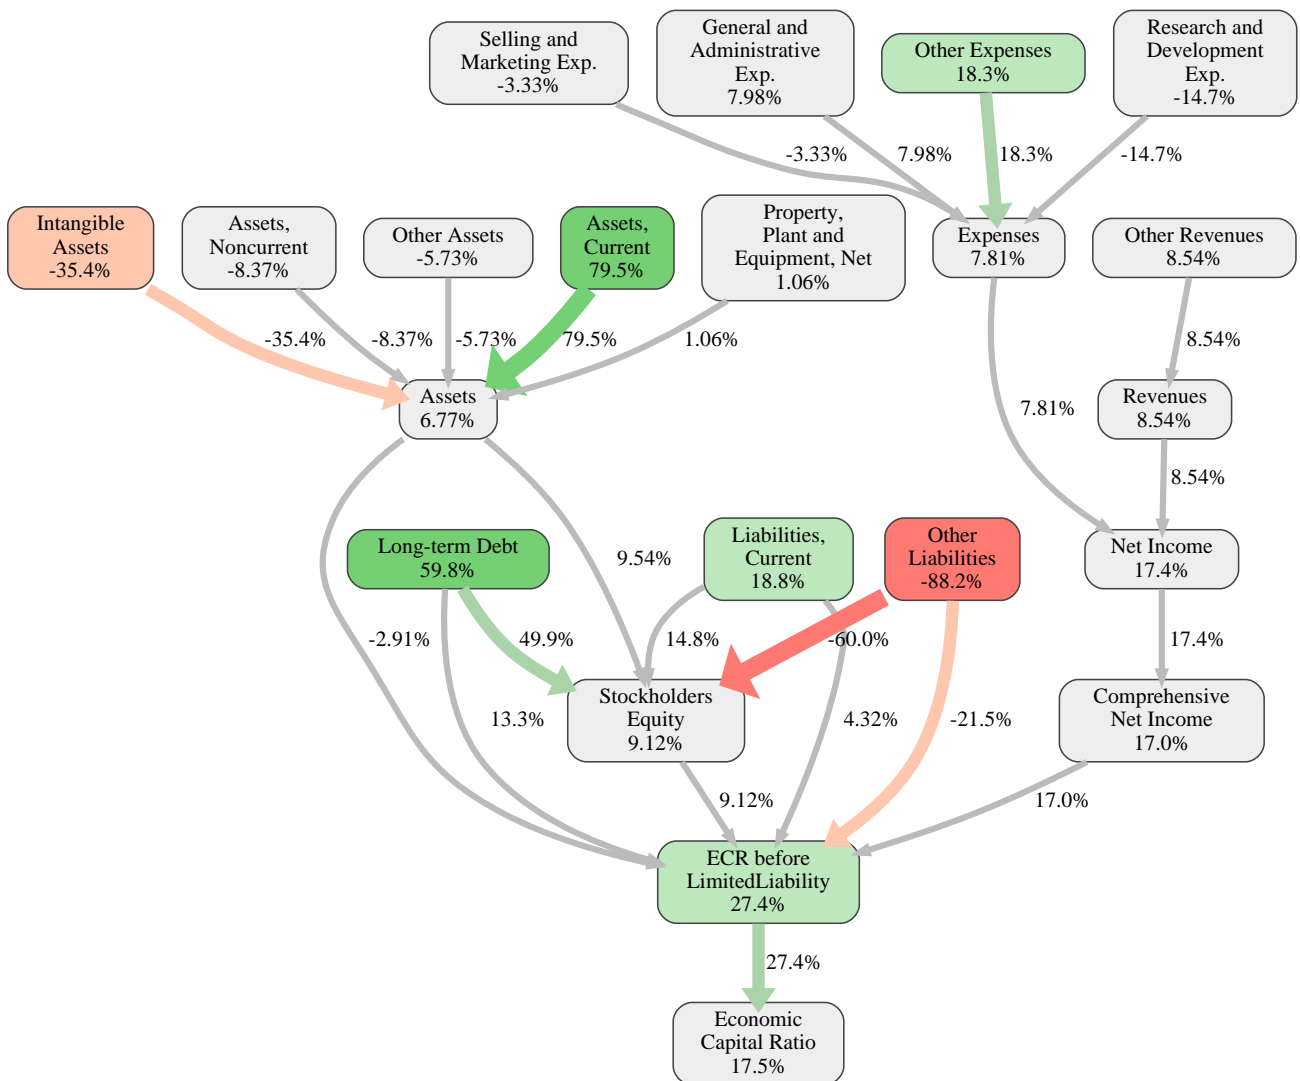 Selling and
Marketing Exp.
-3.33%
General and
Administrative
Exp.
7.98%
Other Expenses
18.3%
Research and
Development
Exp.
-14.7%
-3.33%
7.98%
18.3%
-14.7%
Intangible
Assets
-35.4%
Assets,
Noncurrent
-8.37%
Other Assets
-5.73%
Assets,
Current
79.5%
Property,
Plant and
Equipment, Net
1.06%
Expenses
7.81%
Other Revenues
8.54%
-35.4%
-8.37%
-5.73%
79.5%
1.06%
8.54%
Assets
6.77%
7.81%
Revenues
8.54%
8.54%
Long-term Debt
59.8%
9.54%
Liabilities,
Current
18.8%
Other
Liabilities
-88.2%
Net Income
17.4%
-2.91%
49.9%
14.8%
-60.0%
17.4%
13.3%
Stockholders
Equity
9.12%
4.32%
-21.5%
Comprehensive
Net Income
17.0%
9.12%
17.0%
ECR before
LimitedLiability
27.4%
27.4%
Economic
Capital Ratio
17.5%